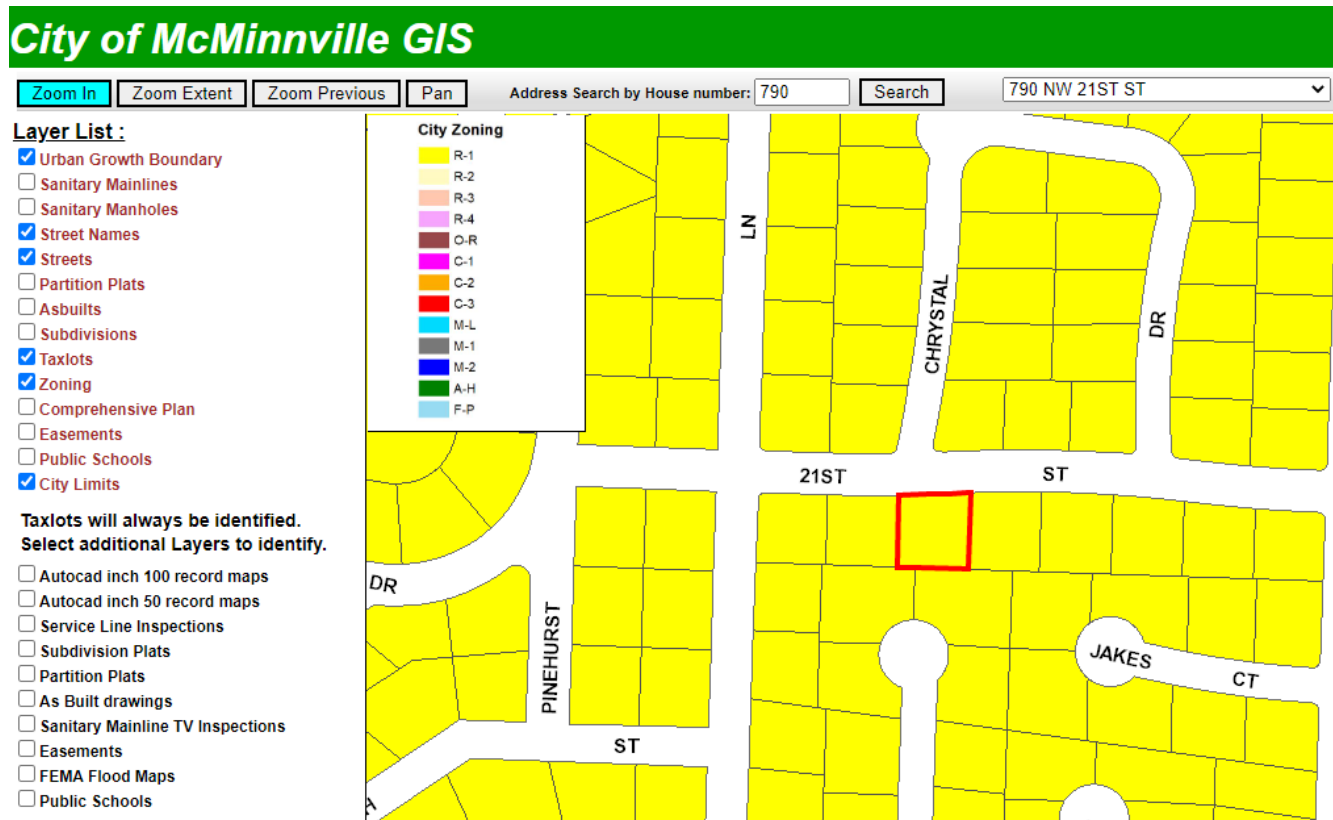 City of McMinnville GIS
Zoom In Zoom Extent Zoom Previous Pan Address Search by House number: 790 Search 790 NW 21ST ST
Layer List :
Urban Growth Boundary
Sanitary Mainlines
Sanitary Manholes
Street Names
Streets
Partition Plats
Asbuilts
Subdivisions
Taxlots
Zoning
Comprehensive Plan
Easements
Public Schools
City Limits
Taxlots will always be identified.
Select additional Layers to identify.
Autocad inch 100 record maps
Autocad inch 50 record maps
Service Line Inspections
Subdivision Plats
Partition Plats
As Built drawings
Sanitary Mainline TV Inspections
Easements
FEMA Flood Maps
Public Schools
City Zoning
R-1
R-2
R-3
R-4
O-R
C-1
C-2
C-3
M-L
M-1
M-2
A-H
F-P
LN
CHRYSTAL
DR
21ST ST
DR
PINEHURST
JAKES CT
ST
H